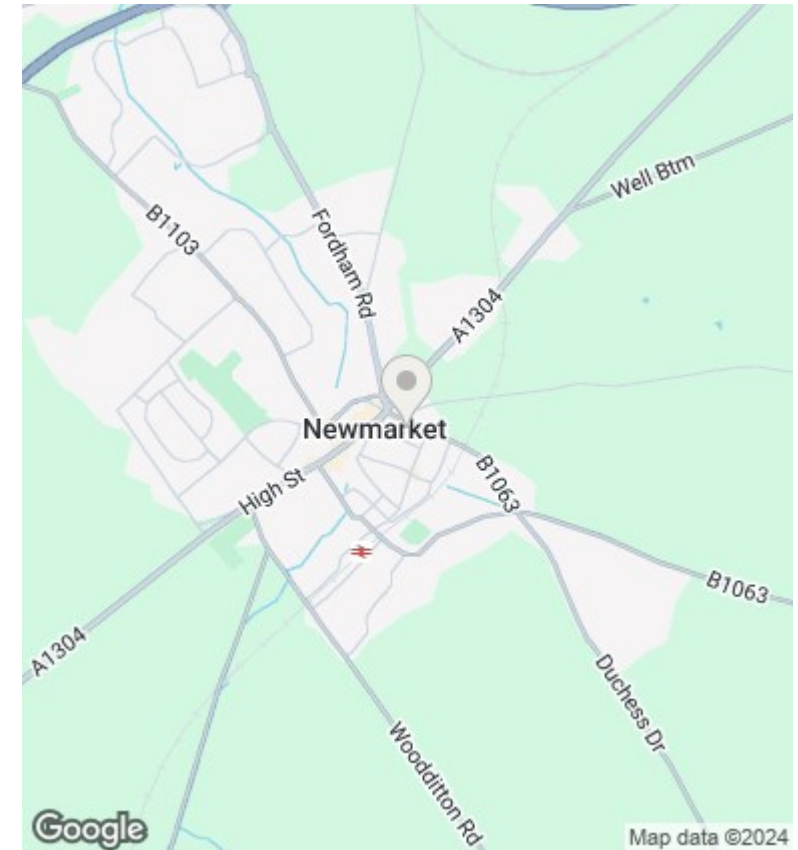 Well Btm
B1103
Fordham Rd
A1304
Newmarket
High St
B1063
B1063
A1304
Duchess Dr
Woodditton Rd
Google
Map data ©2024